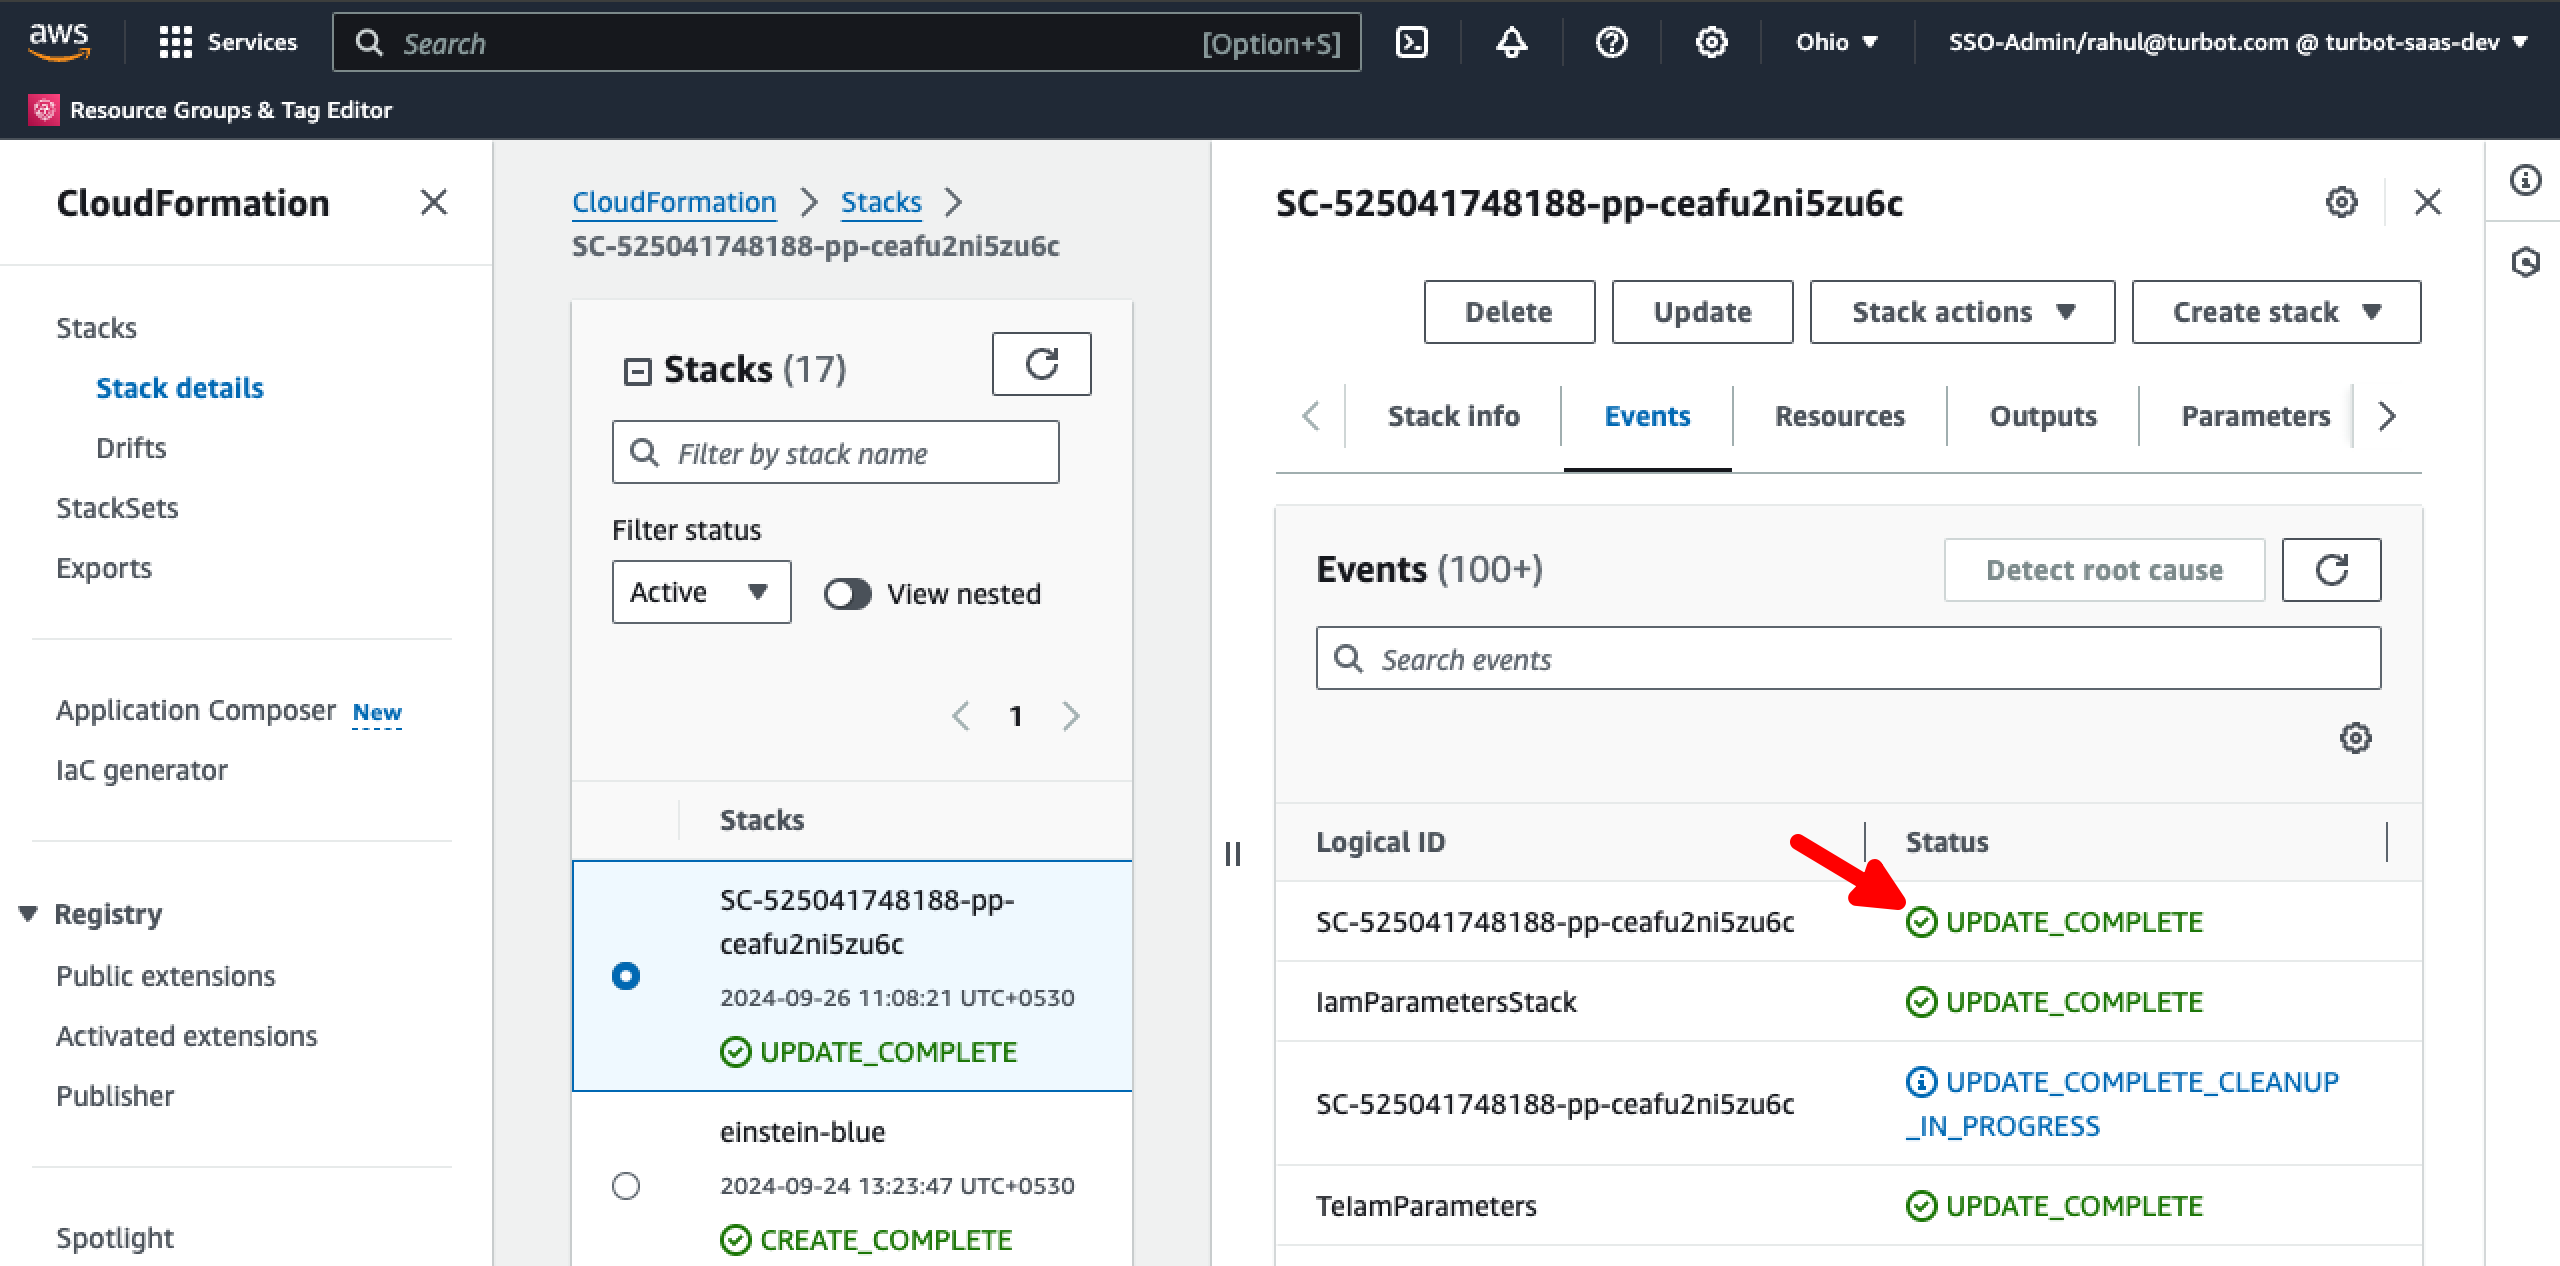 aws
Services
Search
[Option+S]
Ohio
SSO-Admin/rahul@turbot.com @ turbot-saas-dev
Resource Groups & Tag Editor
CloudFormation
Stacks
Stack details
Drifts
StackSets
Exports
Application Composer New
IaC generator
Registry
Public extensions
Activated extensions
Publisher
Spotlight
CloudFormation
Stacks
SC-525041748188-pp-ceafu2ni5zu6c
Stacks (17)
Filter by stack name
Filter status
Active
View nested
1
Stacks
SC-525041748188-pp-
ceafu2ni5zu6c
2024-09-26 11:08:21 UTC+0530
UPDATE_COMPLETE
einstein-blue
2024-09-24 13:23:47 UTC+0530
CREATE_COMPLETE
SC-525041748188-pp-ceafu2ni5zu6c
Delete
Update
Stack actions
Create stack
Stack info
Events
Resources
Outputs
Parameters
Events (100+)
Detect root cause
Search events
Logical ID
Status
SC-525041748188-pp-ceafu2ni5zu6c
UPDATE_COMPLETE
IamParametersStack
UPDATE_COMPLETE
SC-525041748188-pp-ceafu2ni5zu6c
UPDATE_COMPLETE_CLEANUP
_IN_PROGRESS
TeIamParameters
UPDATE_COMPLETE